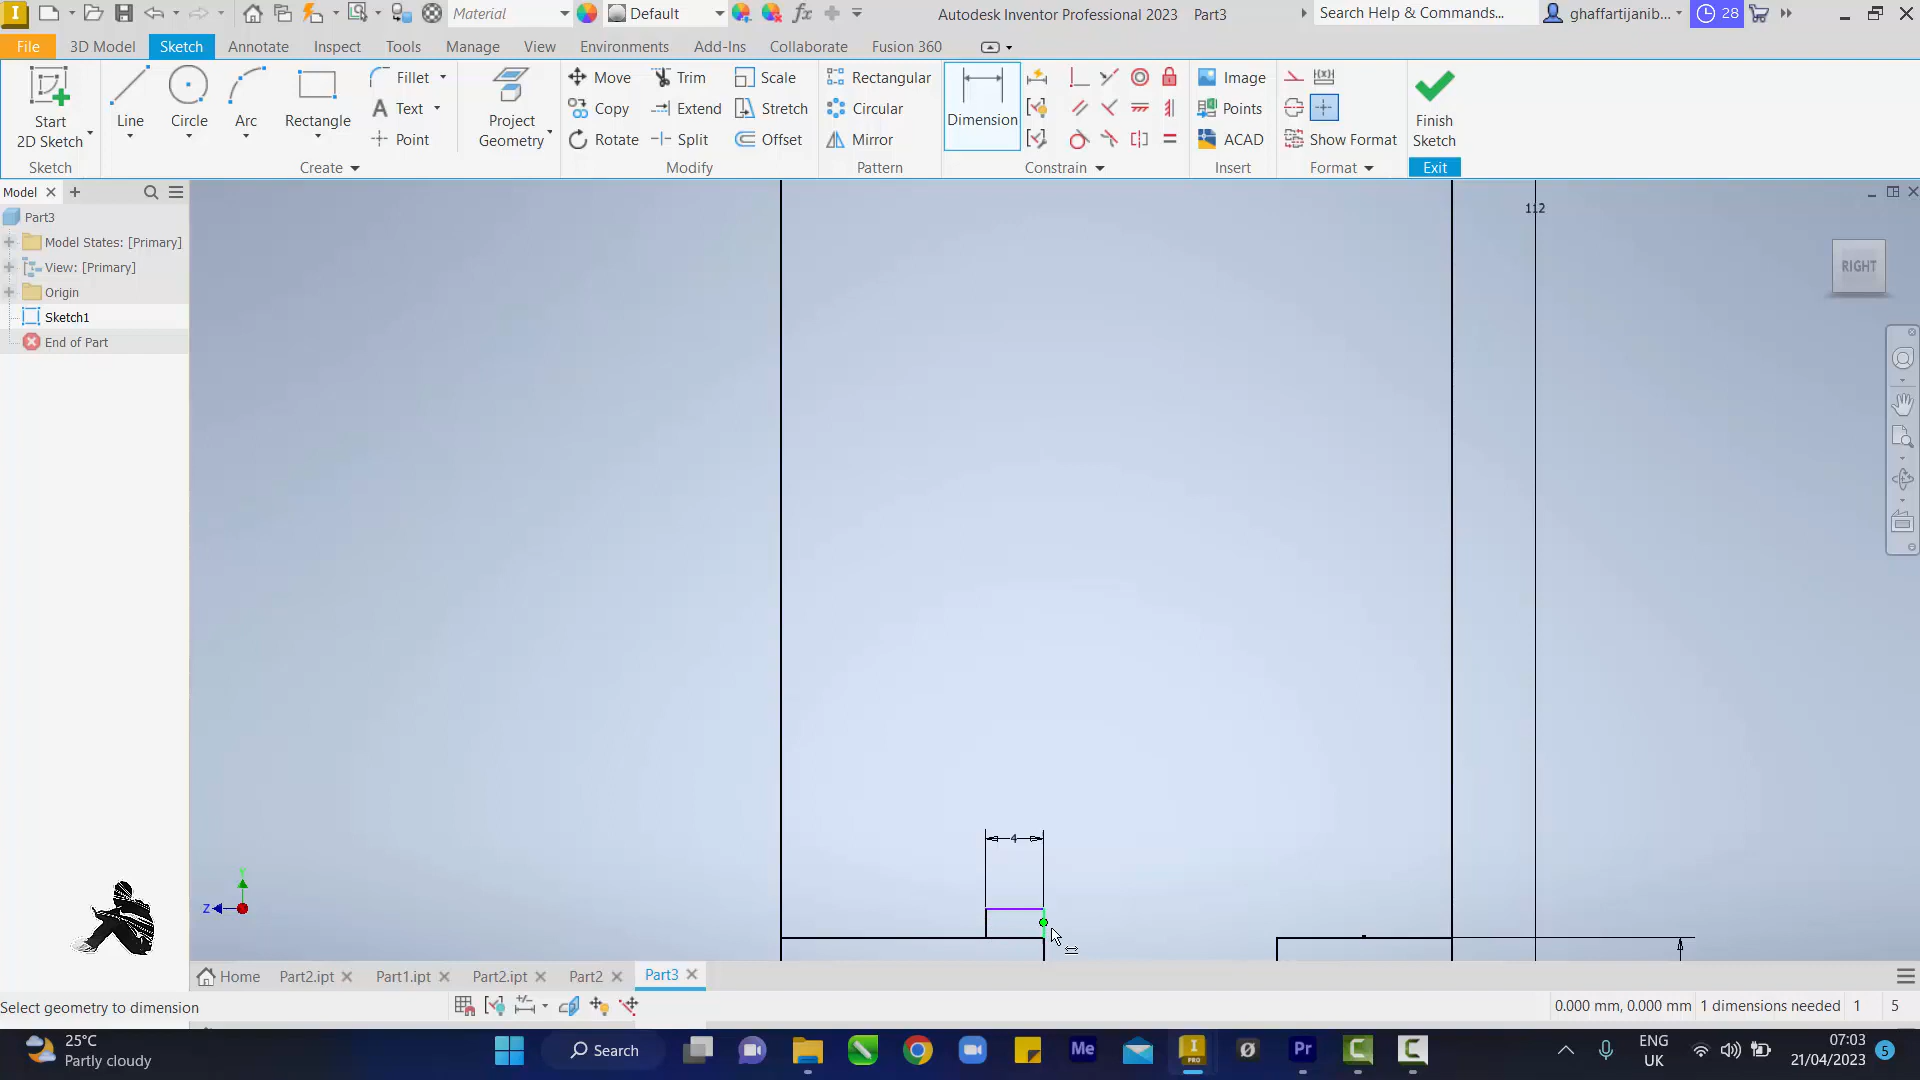 Material Default fx Autodesk Inventor Professional 2023 Part3 Search Help & Commands... ghaffartijanib... 28
File 3D Model Sketch Annotate Inspect Tools Manage View Environments Add-Ins Collaborate Fusion 360
Start
2D Sketch
Line
Circle
Arc
Rectangle
Fillet
Text
Point
Project
Geometry
Move
Copy
Rotate
Trim
Extend
Split
Scale
Stretch
Offset
Rectangular
Circular
Mirror
Dimension
Image
Points
ACAD
Show Format
Finish
Sketch
Sketch Create Modify Pattern Constrain Insert Format Exit
Model
Part3
Model States: [Primary]
View: [Primary]
Origin
Sketch1
End of Part
112
RIGHT
4
Y
Z
Home Part2.ipt Part1.ipt Part2.ipt Part2 Part3
Select geometry to dimension 0.000 mm, 0.000 mm 1 dimensions needed 1 5
25°C
Partly cloudy
Search
Me
PRO
Pr
ENG
UK
07:03
21/04/2023
5